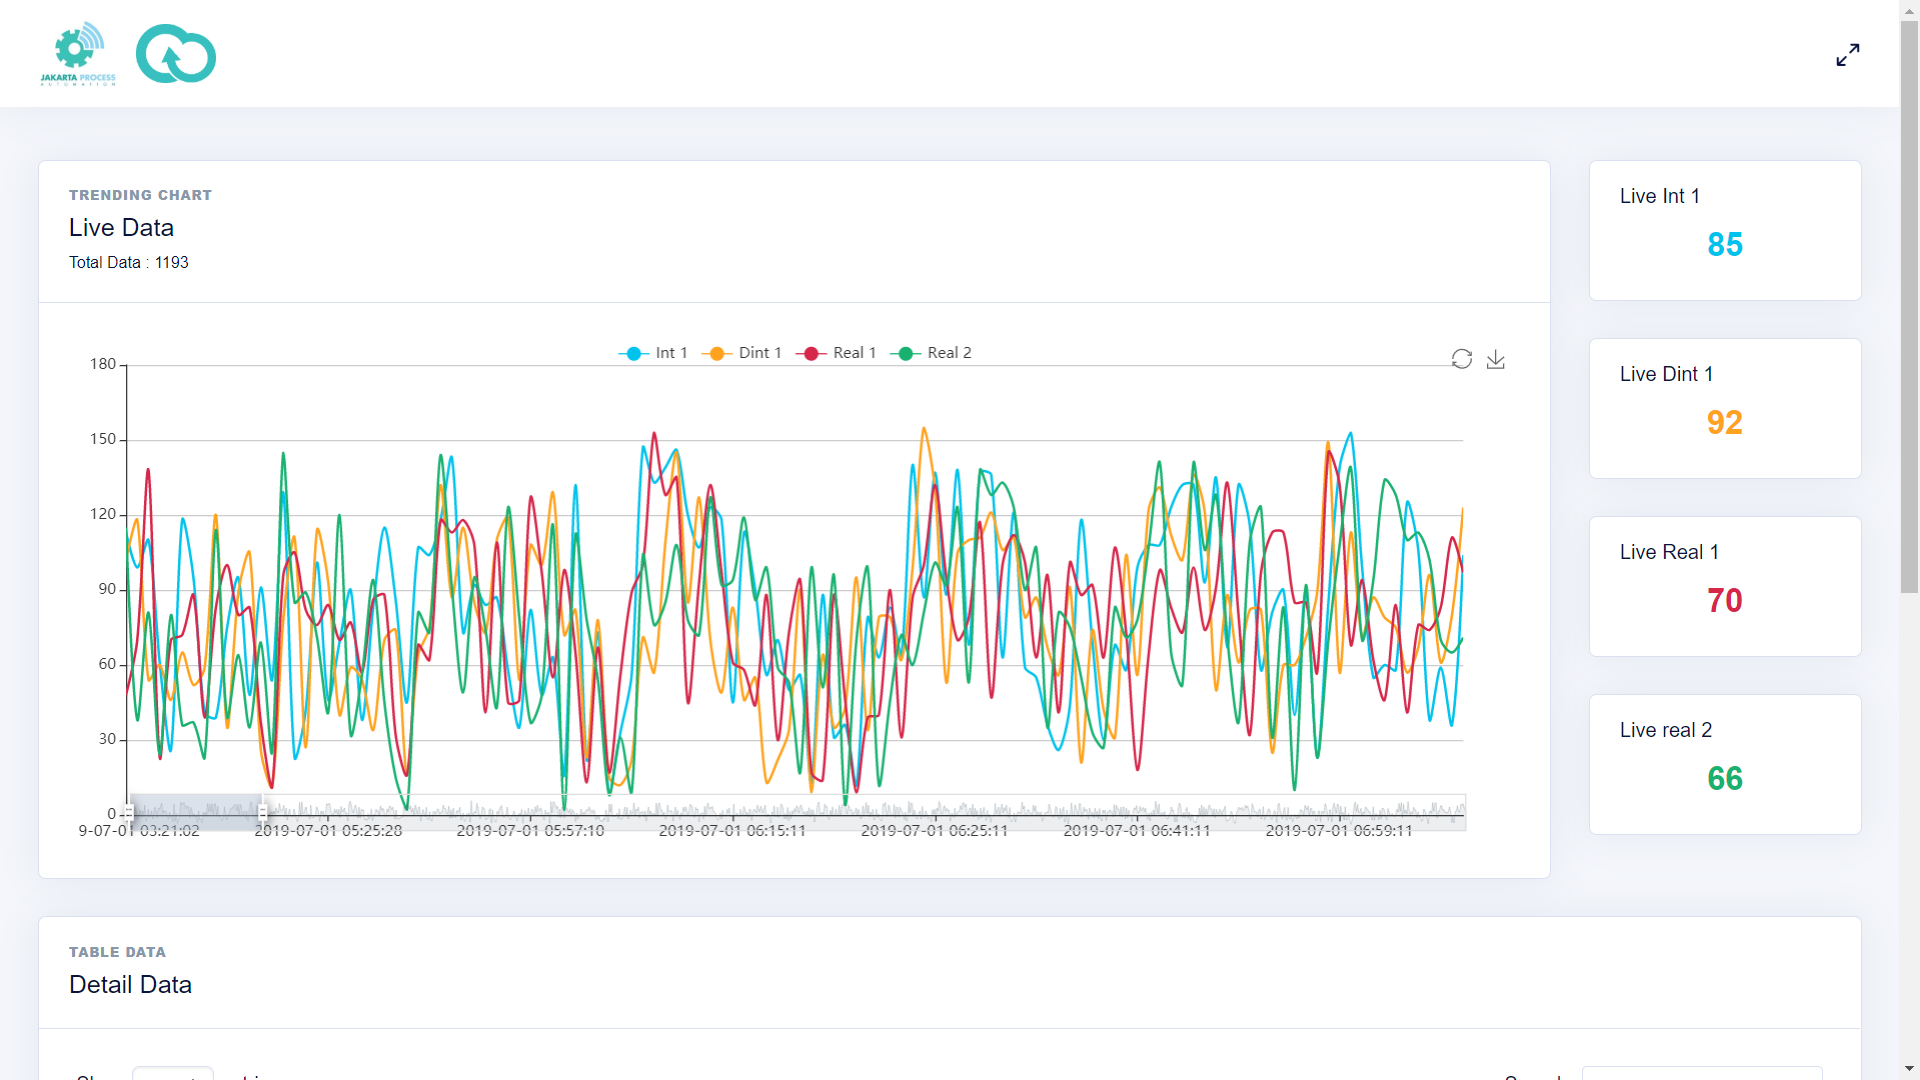 JAKARTA PROCESS
AUTOMATION
TRENDING CHART
Live Data
Total Data : 1193
Int 1
Dint 1
Real 1
Real 2
180
150
120
90
60
30
0
9-07-01 03:21:02
2019-07-01 05:25:28
2019-07-01 05:57:10
2019-07-01 06:15:11
2019-07-01 06:25:11
2019-07-01 06:41:11
2019-07-01 06:59:11
Live Int 1
85
Live Dint 1
92
Live Real 1
70
Live real 2
66
TABLE DATA
Detail Data